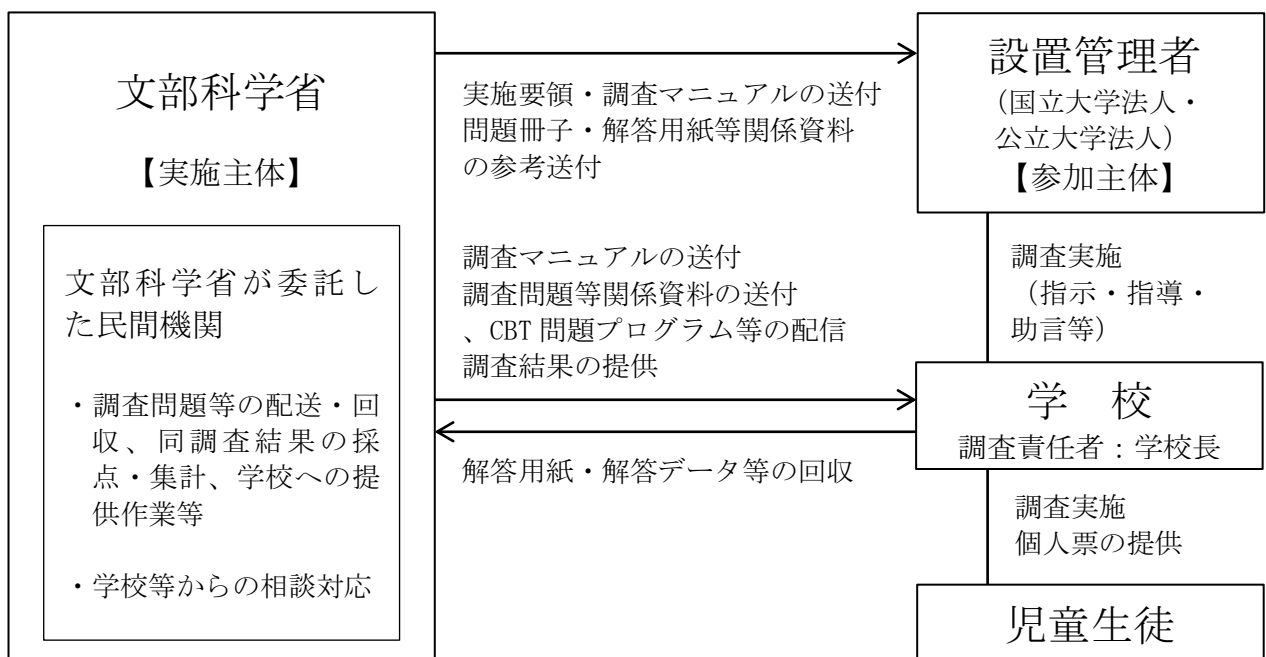 文部科学省
【実施主体】
文部科学省が委託し
た民間機関
・調査問題等の配送・回
収、同調査結果の採
点・集計、学校への提
供作業等
・学校等からの相談対応
実施要領・調査マニュアルの送付
問題冊子・解答用紙等関係資料
の参考送付
調査マニュアルの送付
調査問題等関係資料の送付
、CBT 問題プログラム等の配信
調査結果の提供
解答用紙・解答データ等の回収
設置管理者
（国立大学法人・
公立大学法人）
【参加主体】
調査実施
（指示・指導・
助言等）
学 校
調査責任者：学校長
調査実施
個人票の提供
児童生徒